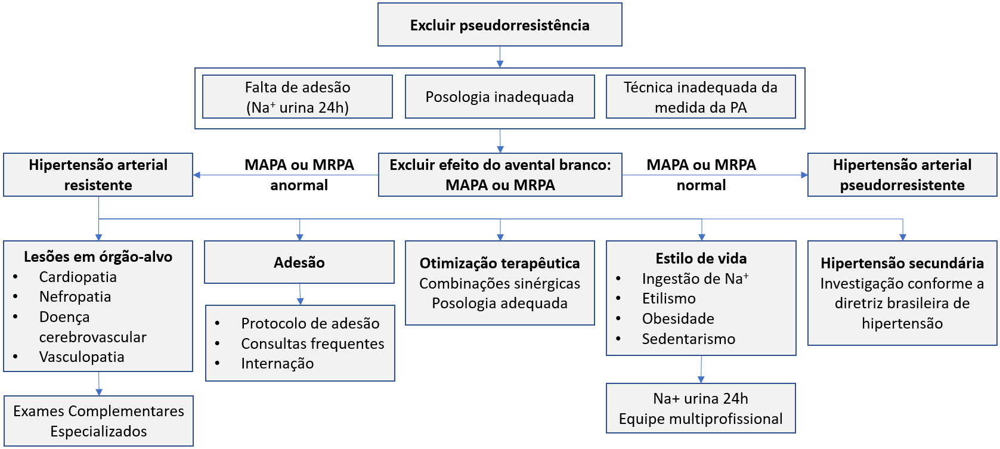 Excluir pseudorresistência
Falta de adesão
(Na⁺ urina 24h)
Posologia inadequada
Técnica inadequada da
medida da PA
Hipertensão arterial
resistente
MAPA ou MRPA
anormal
Excluir efeito do avental branco:
MAPA ou MRPA
MAPA ou MRPA
normal
Hipertensão arterial
pseudorresistente
Lesões em órgão-alvo
• Cardiopatia
• Nefropatia
• Doença
cerebrovascular
• Vasculopatia
Exames Complementares
Especializados
Adesão
• Protocolo de adesão
• Consultas frequentes
• Internação
Otimização terapêutica
Combinações sinérgicas
Posologia adequada
Estilo de vida
• Ingestão de Na⁺
• Etilismo
• Obesidade
• Sedentarismo
Na+ urina 24h
Equipe multiprofissional
Hipertensão secundária
Investigação conforme a
diretriz brasileira de
hipertensão